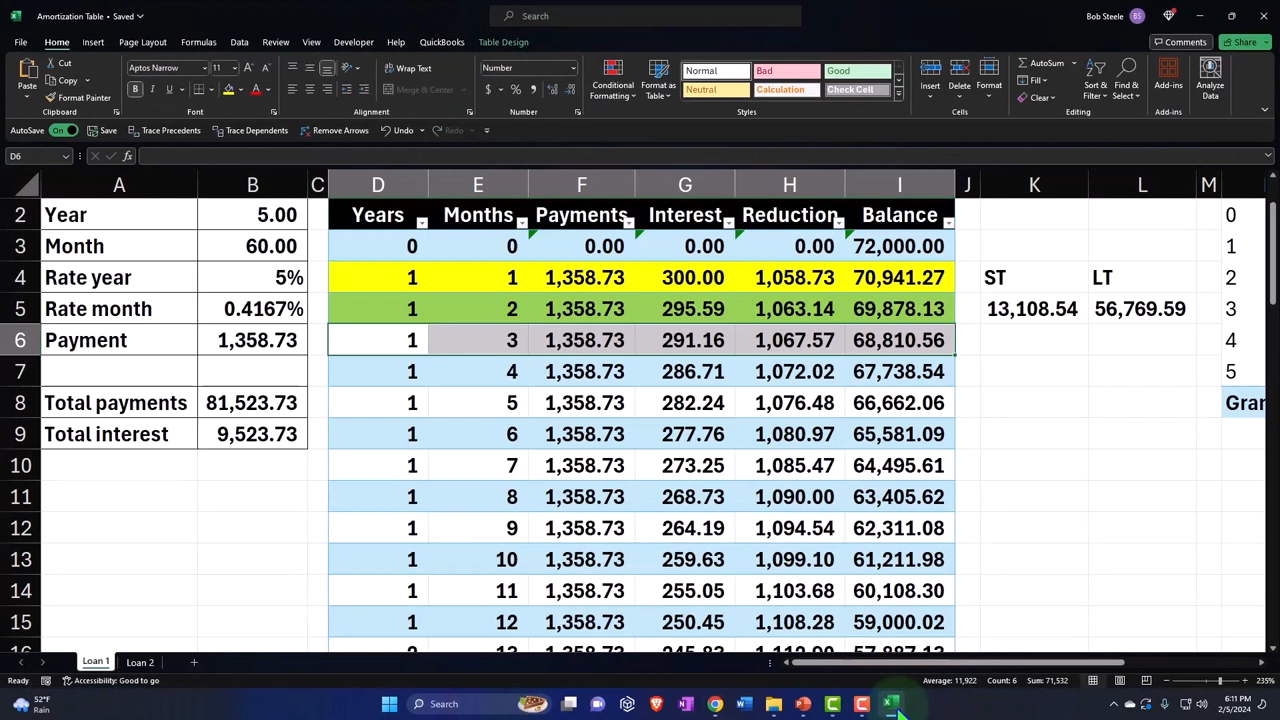 Amortization Table • Saved
Search
Bob Steele BS
File Home Insert Page Layout Formulas Data Review View Developer Help QuickBooks Table Design
Comments Share
Cut
Copy
Format Painter
Paste
Clipboard
Aptos Narrow 11
B I U
Font
Wrap Text
Merge & Center
Alignment
Number
$ % 
Number
Conditional Formatting
Format as Table
Normal Bad Good
Neutral Calculation Check Cell
Styles
Insert Delete Format
Cells
AutoSum
Fill
Clear
Sort & Filter
Find & Select
Editing
Add-ins
Add-ins
Analyze Data
AutoSave On Save Trace Precedents Trace Dependents Remove Arrows Undo Redo
D6 fx
A B C D E F G H I J K L M
2 Year 5.00 Years Months Payments Interest Reduction Balance 0
3 Month 60.00 0 0 0.00 0.00 0.00 72,000.00 1
4 Rate year 5% 1 1 1,358.73 300.00 1,058.73 70,941.27 ST LT 2
5 Rate month 0.4167% 1 2 1,358.73 295.59 1,063.14 69,878.13 13,108.54 56,769.59 3
6 Payment 1,358.73 1 3 1,358.73 291.16 1,067.57 68,810.56 4
7 1 4 1,358.73 286.71 1,072.02 67,738.54 5
8 Total payments 81,523.73 1 5 1,358.73 282.24 1,076.48 66,662.06 Gran
9 Total interest 9,523.73 1 6 1,358.73 277.76 1,080.97 65,581.09
10 1 7 1,358.73 273.25 1,085.47 64,495.61
11 1 8 1,358.73 268.73 1,090.00 63,405.62
12 1 9 1,358.73 264.19 1,094.54 62,311.08
13 1 10 1,358.73 259.63 1,099.10 61,211.98
14 1 11 1,358.73 255.05 1,103.68 60,108.30
15 1 12 1,358.73 250.45 1,108.28 59,000.02
16 2 13 1,358.73 245.83 1,112.90 57,887.13
Loan 1 Loan 2
Ready Accessibility: Good to go Average: 11,922 Count: 6 Sum: 71,532 235%
52°F
Rain
Search
6:11 PM
2/5/2024